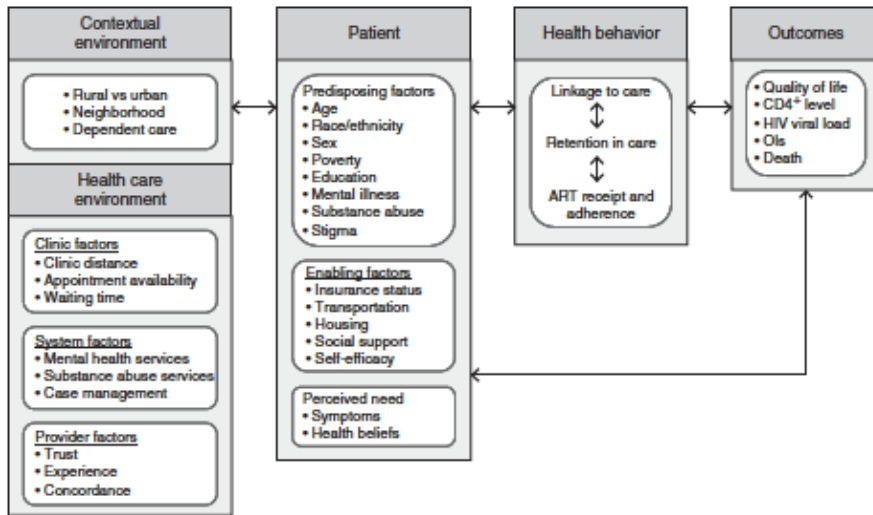 Contextual
environment
• Rural vs urban
• Neighborhood
• Dependent care
Health care
environment
Clinic factors
• Clinic distance
• Appointment availability
• Waiting time
System factors
• Mental health services
• Substance abuse services
• Case management
Provider factors
• Trust
• Experience
• Concordance
Patient
Predisposing factors
• Age
• Race/ethnicity
• Sex
• Poverty
• Education
• Mental illness
• Substance abuse
• Stigma
Enabling factors
• Insurance status
• Transportation
• Housing
• Social support
• Self-efficacy
Perceived need
• Symptoms
• Health beliefs
Health behavior
Linkage to care
Retention in care
ART receipt and
adherence
Outcomes
• Quality of life
• CD4⁺ level
• HIV viral load
• OIs
• Death